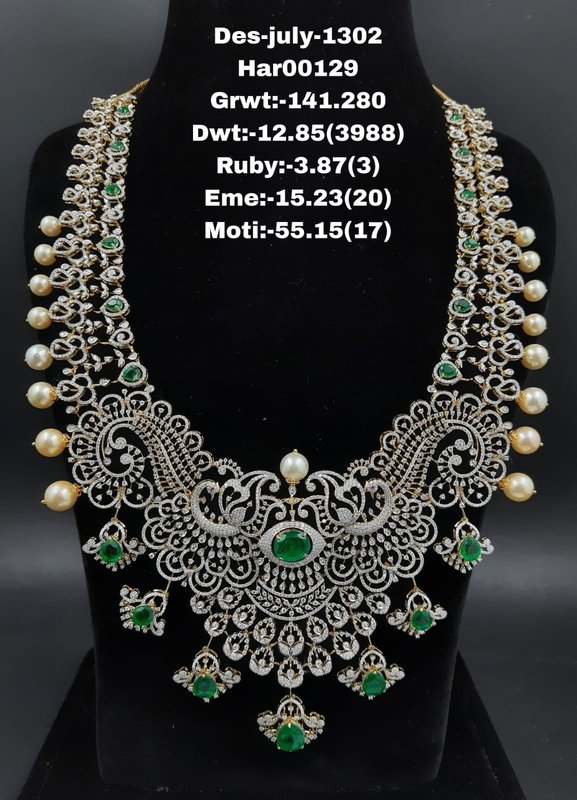 Des-july-1302
Har00129
Grwt:-141.280
Dwt:-12.85(3988)
Ruby:-3.87(3)
Eme:-15.23(20)
Moti:-55.15(17)